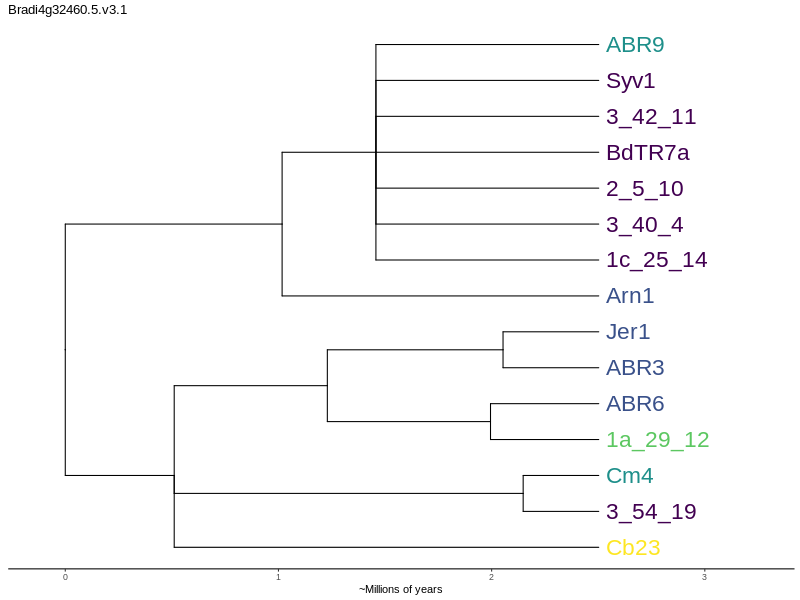 Bradi4g32460.5.v3.1
ABR9
Syv1
3_42_11
BdTR7a
2_5_10
3_40_4
1c_25_14
Arn1
Jer1
ABR3
ABR6
1a_29_12
Cm4
3_54_19
Cb23
0 1 2 3
~Millions of years